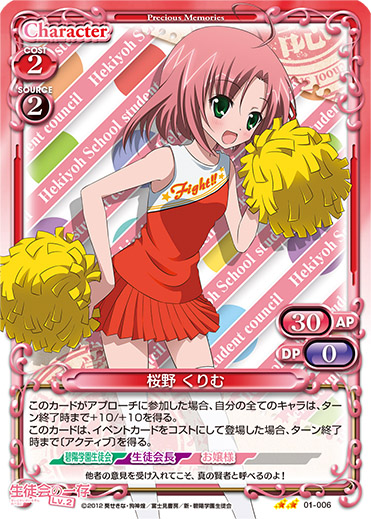 Precious Memories
Character
COST
2
SOURCE
2
Hekiyoh School student council
Hekiyoh School student council
Hekiyoh School student council
Fight!!
30 AP
DP 0
桜野 くりむ
このカードがアプローチに参加した場合、自分の全てのキャラは、ターン終了時まで+10/+10を得る。
このカードは、イベントカードをコストにして登場した場合、ターン終了時まで〔アクティブ〕を得る。
碧陽学園生徒会 生徒会長 お嬢様
他者の意見を受け入れてこそ、真の賢者と呼べるのよ!
生徒会の一存
Lv.2
©2012 葵せきな・狗神煌/富士見書房/新・碧陽学園生徒会
01-006